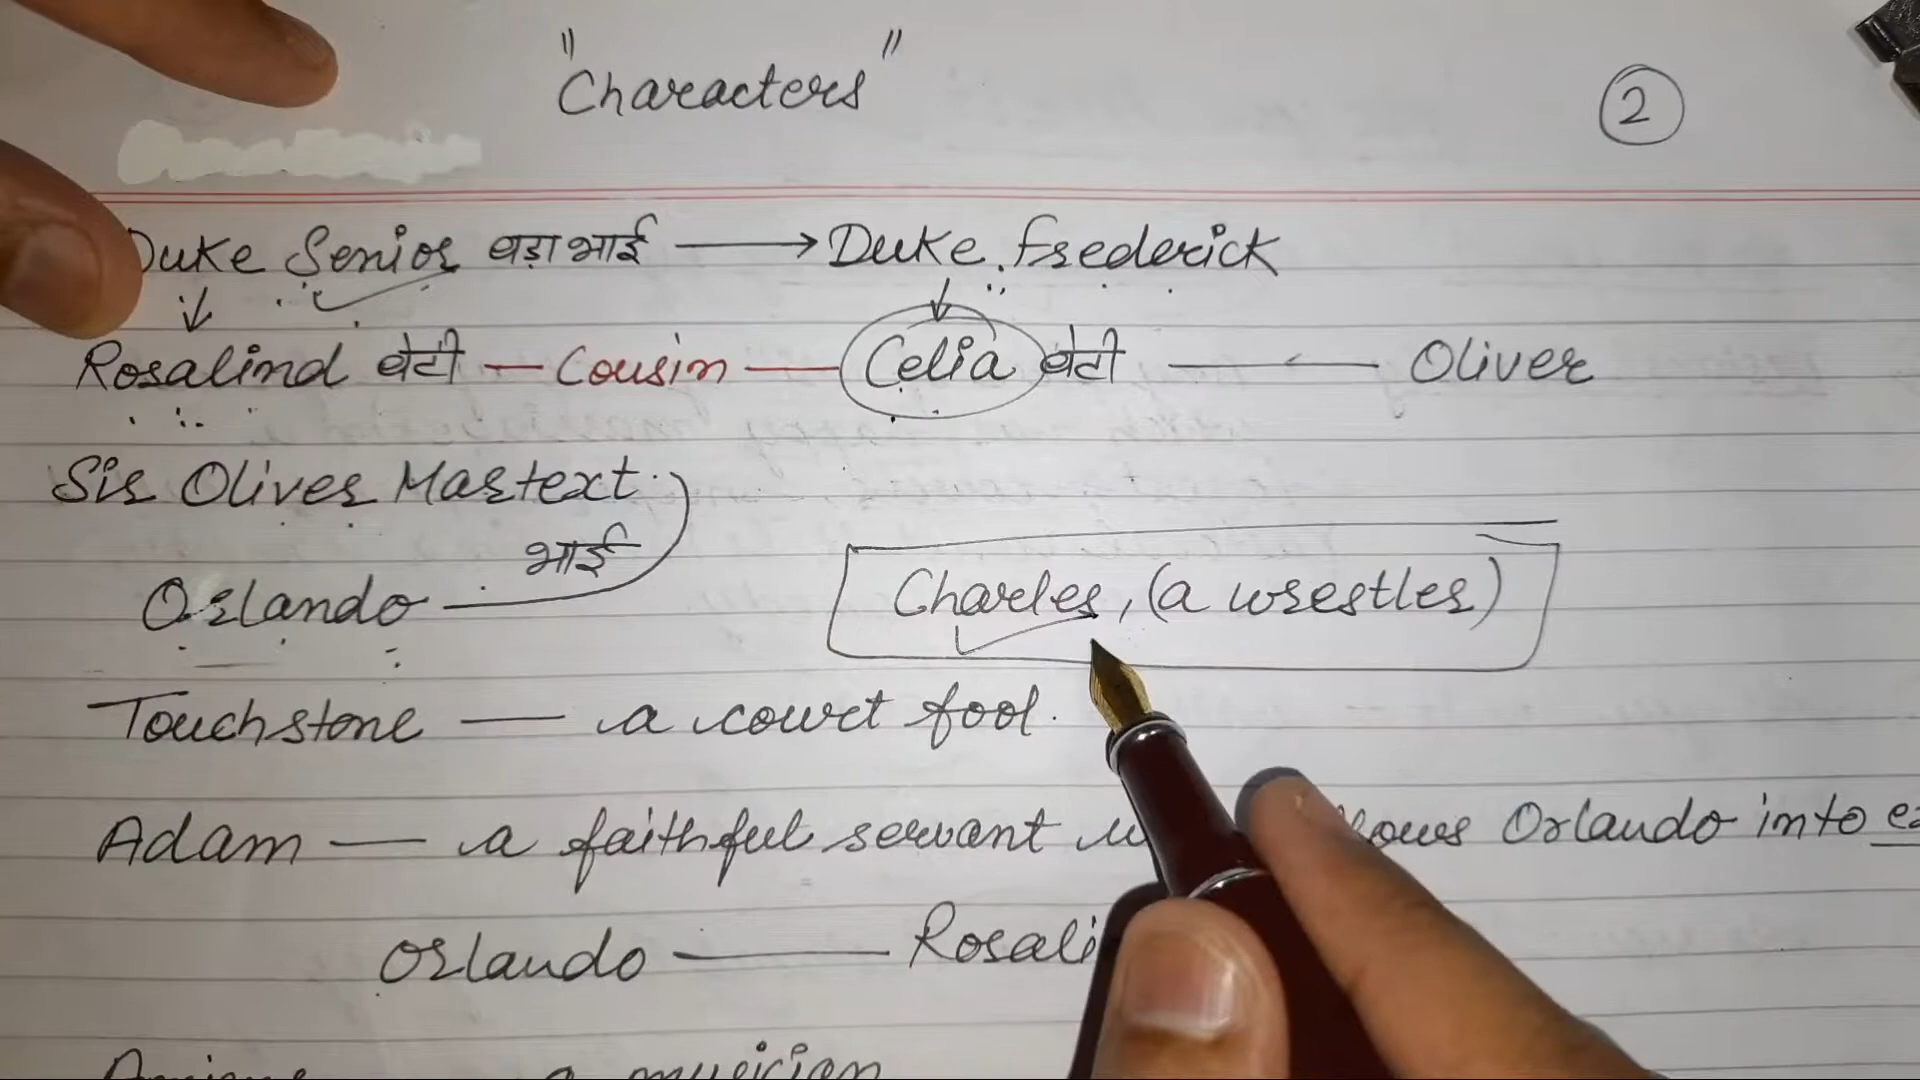 "Characters"
2
Duke Senior बड़ा भाई → Duke Frederick
Rosalind बेटी — Cousin — Celia बेटी — Oliver
Sir Oliver Martext.
भाई
Orlando
Charles, (a wrestler)
Touchstone — a court fool.
Adam — a faithful servant Orlando into
Orlando — Rosali
a musician